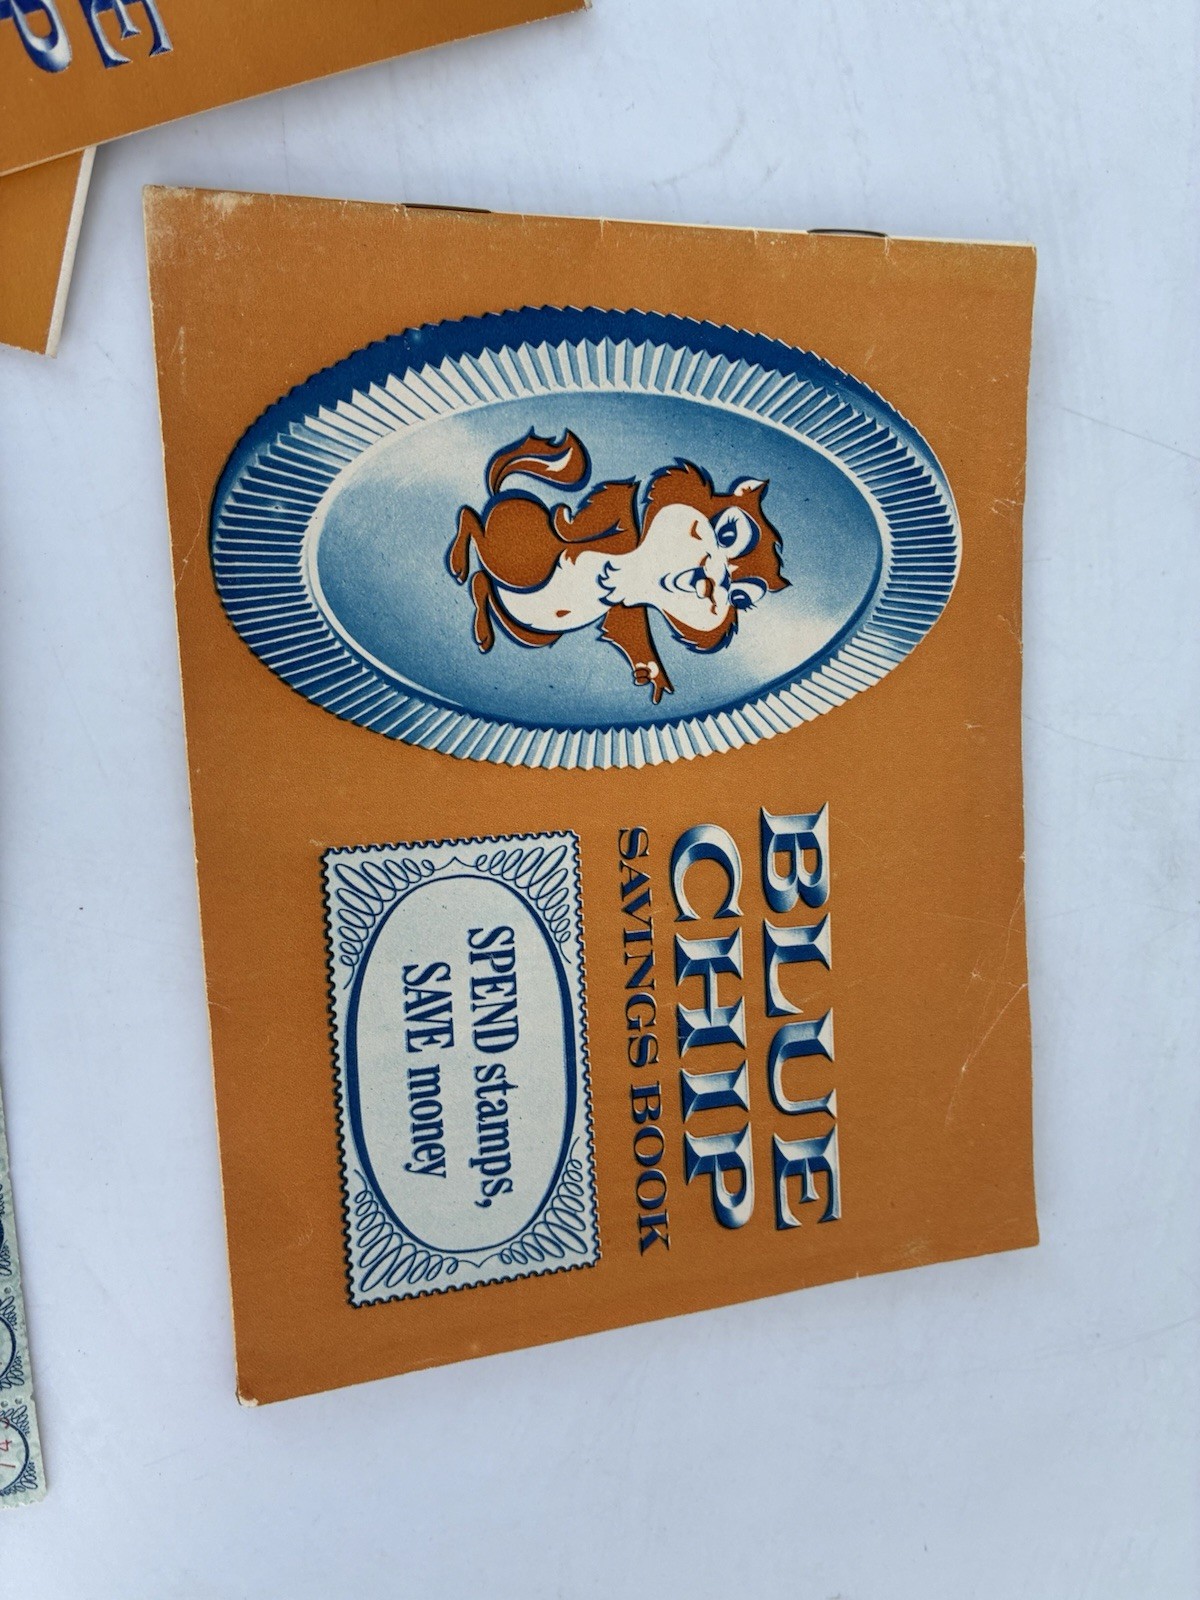 BLUE
CHIP
SAVINGS BOOK
SPEND stamps,
SAVE money